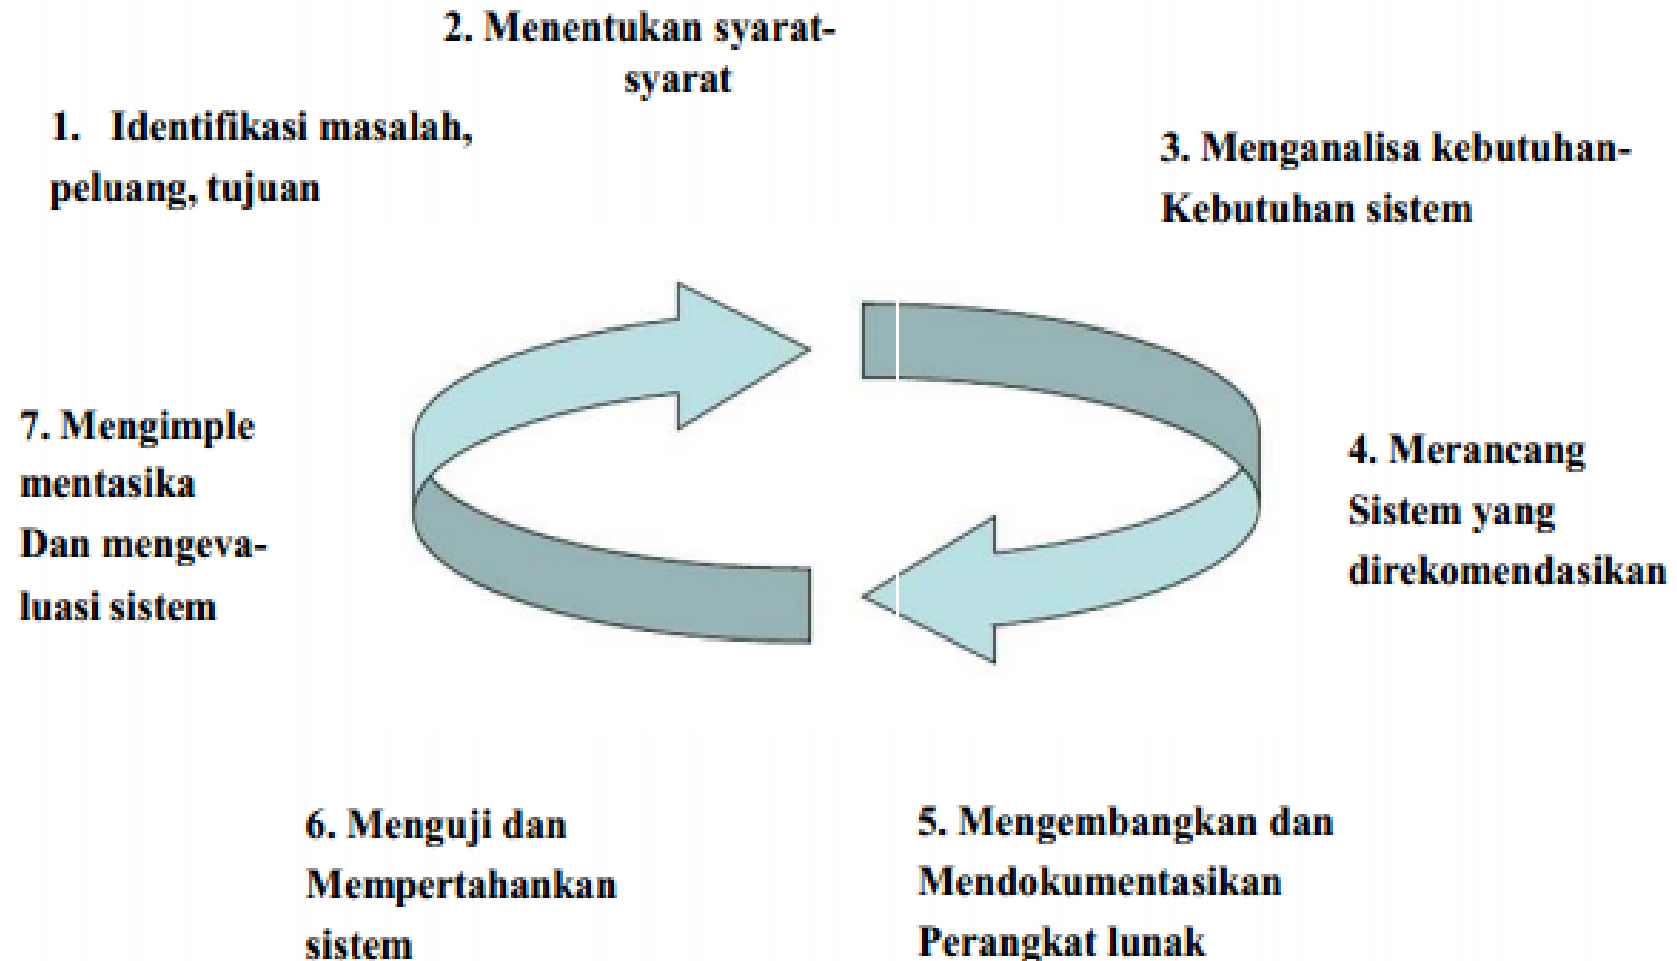 1. Identifikasi masalah,
peluang, tujuan
2. Menentukan syarat-
syarat
3. Menganalisa kebutuhan-
Kebutuhan sistem
4. Merancang
Sistem yang
direkomendasikan
5. Mengembangkan dan
Mendokumentasikan
Perangkat lunak
6. Menguji dan
Mempertahankan
sistem
7. Mengimple
mentasika
Dan mengeva-
luasi sistem